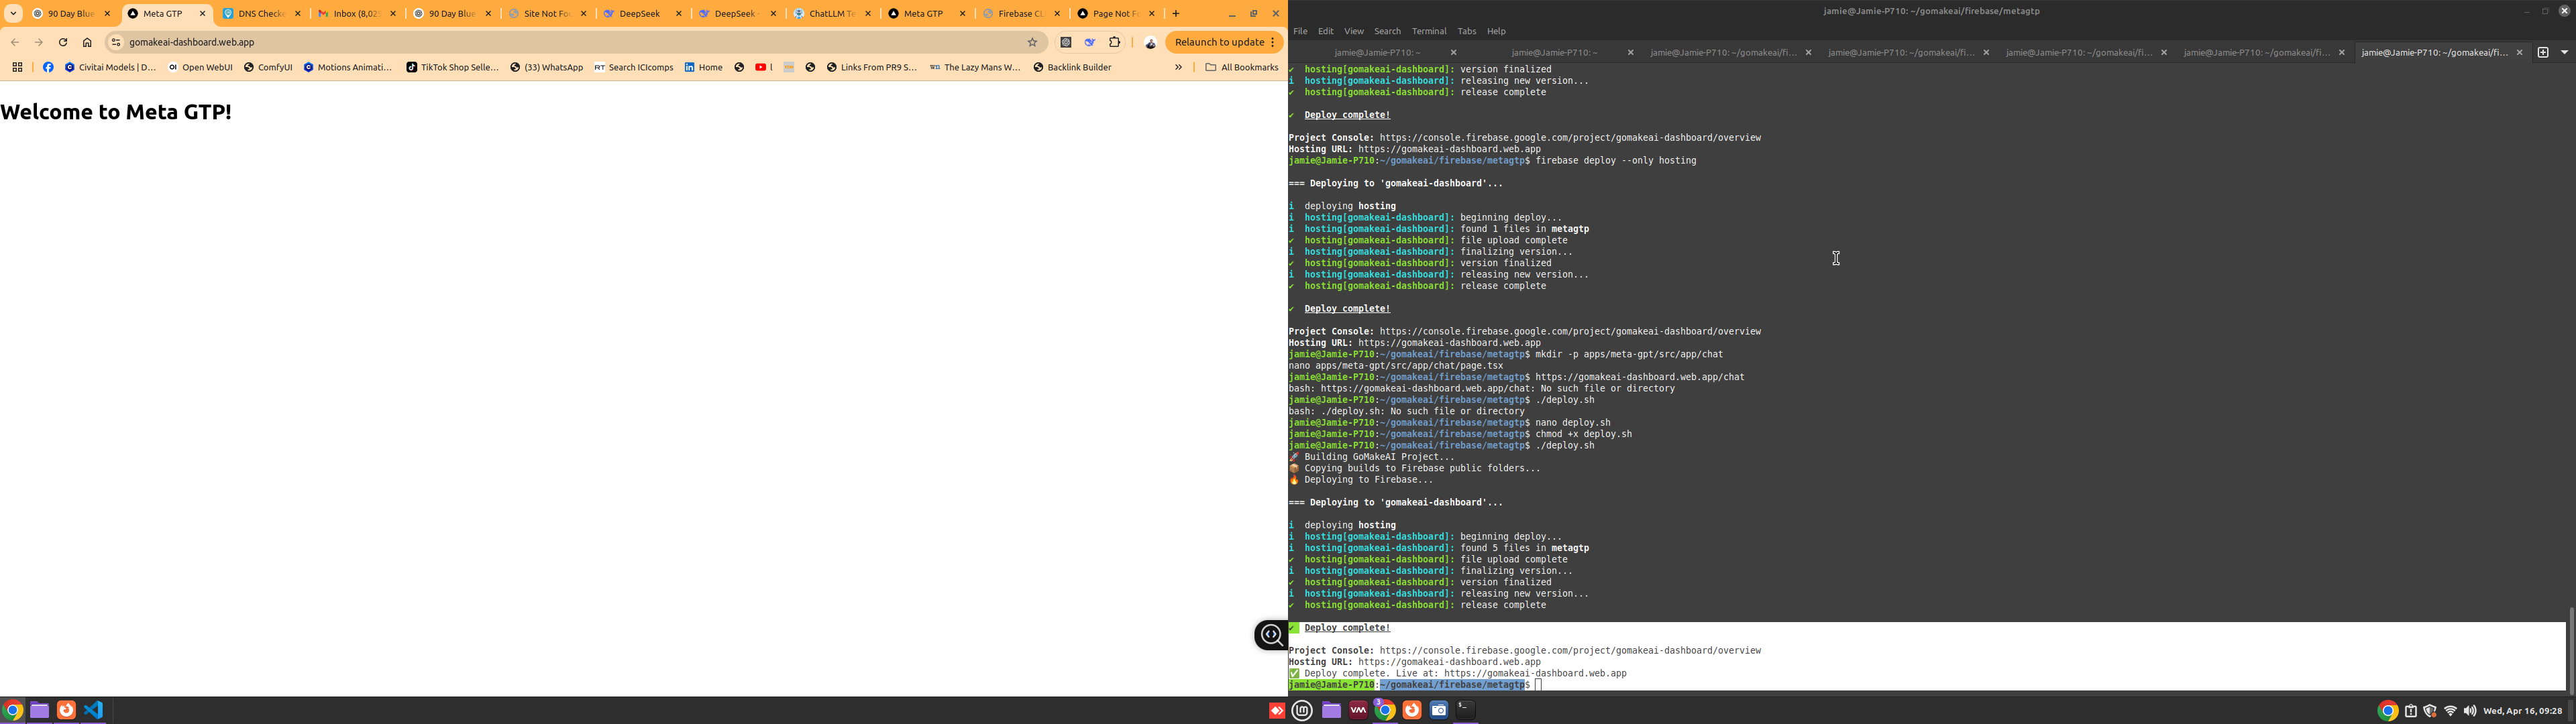 90 Day Blue
Meta GTP
DNS Check
Inbox (8,025
90 Day Blue
Site Not Fo
DeepSeek
DeepSeek -
ChatLLM Te
Meta GTP
Firebase CL
Page Not F
gomakeai-dashboard.web.app
Relaunch to update
Civitai Models | D...
Open WebUI
ComfyUI
Motions Animati...
TikTok Shop Selle...
(33) WhatsApp
RT Search ICIcomps
Home
Links From PR9 S...
The Lazy Mans W...
Backlink Builder
All Bookmarks
Welcome to Meta GTP!
jamie@Jamie-P710: ~/gomakeai/firebase/metagtp
File Edit View Search Terminal Tabs Help
jamie@Jamie-P710: ~
jamie@Jamie-P710: ~
jamie@Jamie-P710: ~/gomakeai/fi...
jamie@Jamie-P710: ~/gomakeai/fi...
jamie@Jamie-P710: ~/gomakeai/fi...
jamie@Jamie-P710: ~/gomakeai/fi...
jamie@Jamie-P710: ~/gomakeai/fi...
✔ hosting[gomakeai-dashboard]: version finalized
i hosting[gomakeai-dashboard]: releasing new version...
✔ hosting[gomakeai-dashboard]: release complete
✔ Deploy complete!
Project Console: https://console.firebase.google.com/project/gomakeai-dashboard/overview
Hosting URL: https://gomakeai-dashboard.web.app
jamie@Jamie-P710:~/gomakeai/firebase/metagtp$ firebase deploy --only hosting
=== Deploying to 'gomakeai-dashboard'...
i deploying hosting
i hosting[gomakeai-dashboard]: beginning deploy...
i hosting[gomakeai-dashboard]: found 1 files in metagtp
✔ hosting[gomakeai-dashboard]: file upload complete
i hosting[gomakeai-dashboard]: finalizing version...
✔ hosting[gomakeai-dashboard]: version finalized
i hosting[gomakeai-dashboard]: releasing new version...
✔ hosting[gomakeai-dashboard]: release complete
✔ Deploy complete!
Project Console: https://console.firebase.google.com/project/gomakeai-dashboard/overview
Hosting URL: https://gomakeai-dashboard.web.app
jamie@Jamie-P710:~/gomakeai/firebase/metagtp$ mkdir -p apps/meta-gpt/src/app/chat
nano apps/meta-gpt/src/app/chat/page.tsx
jamie@Jamie-P710:~/gomakeai/firebase/metagtp$ https://gomakeai-dashboard.web.app/chat
bash: https://gomakeai-dashboard.web.app/chat: No such file or directory
jamie@Jamie-P710:~/gomakeai/firebase/metagtp$ ./deploy.sh
bash: ./deploy.sh: No such file or directory
jamie@Jamie-P710:~/gomakeai/firebase/metagtp$ nano deploy.sh
jamie@Jamie-P710:~/gomakeai/firebase/metagtp$ chmod +x deploy.sh
jamie@Jamie-P710:~/gomakeai/firebase/metagtp$ ./deploy.sh
🚀 Building GoMakeAI Project...
📦 Copying builds to Firebase public folders...
🔥 Deploying to Firebase...
=== Deploying to 'gomakeai-dashboard'...
i deploying hosting
i hosting[gomakeai-dashboard]: beginning deploy...
i hosting[gomakeai-dashboard]: found 5 files in metagtp
✔ hosting[gomakeai-dashboard]: file upload complete
i hosting[gomakeai-dashboard]: finalizing version...
✔ hosting[gomakeai-dashboard]: version finalized
i hosting[gomakeai-dashboard]: releasing new version...
✔ hosting[gomakeai-dashboard]: release complete
✔ Deploy complete!
Project Console: https://console.firebase.google.com/project/gomakeai-dashboard/overview
Hosting URL: https://gomakeai-dashboard.web.app
✅ Deploy complete. Live at: https://gomakeai-dashboard.web.app
jamie@Jamie-P710:~/gomakeai/firebase/metagtp$
Wed, Apr 16, 09:28